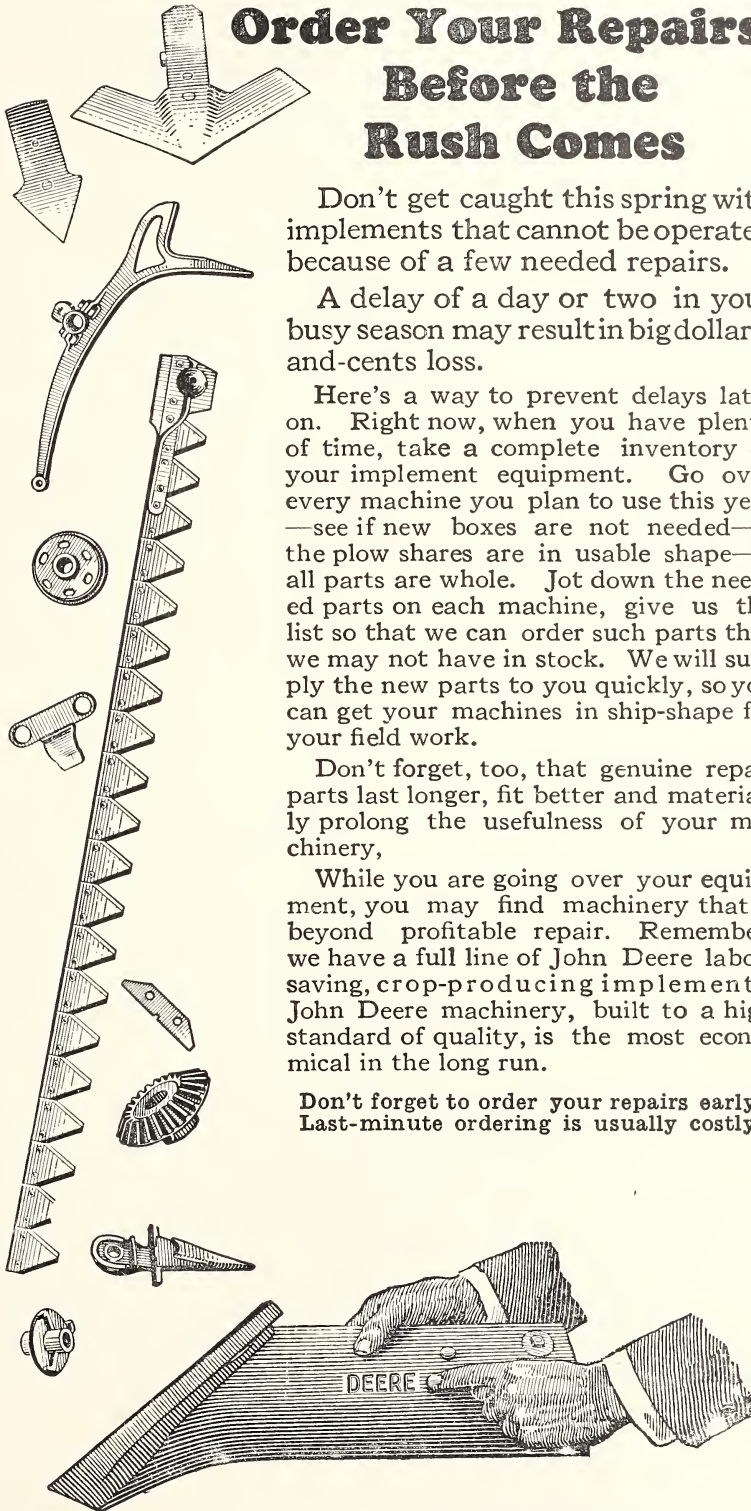 Order Your Repairs
Before the
Rush Comes
Don't get caught this spring wit
implements that cannot be operate
because of a few needed repairs.
A delay of a day or two in you
busy season may result in big dollar
and-cents loss.
Here's a way to prevent delays lat
on. Right now, when you have plen
of time, take a complete inventory
your implement equipment. Go ov
every machine you plan to use this ye
—see if new boxes are not needed—
the plow shares are in usable shape—
all parts are whole. Jot down the nee
ed parts on each machine, give us t
list so that we can order such parts th
we may not have in stock. We will su
ply the new parts to you quickly, so yo
can get your machines in ship-shape f
your field work.
Don't forget, too, that genuine repa
parts last longer, fit better and materia
ly prolong the usefulness of your m
chinery,
While you are going over your equi
ment, you may find machinery that
beyond profitable repair. Remembe
we have a full line of John Deere labo
saving, crop-producing implement
John Deere machinery, built to a hig
standard of quality, is the most econ
mical in the long run.
Don't forget to order your repairs early
Last-minute ordering is usually costly
DEERE